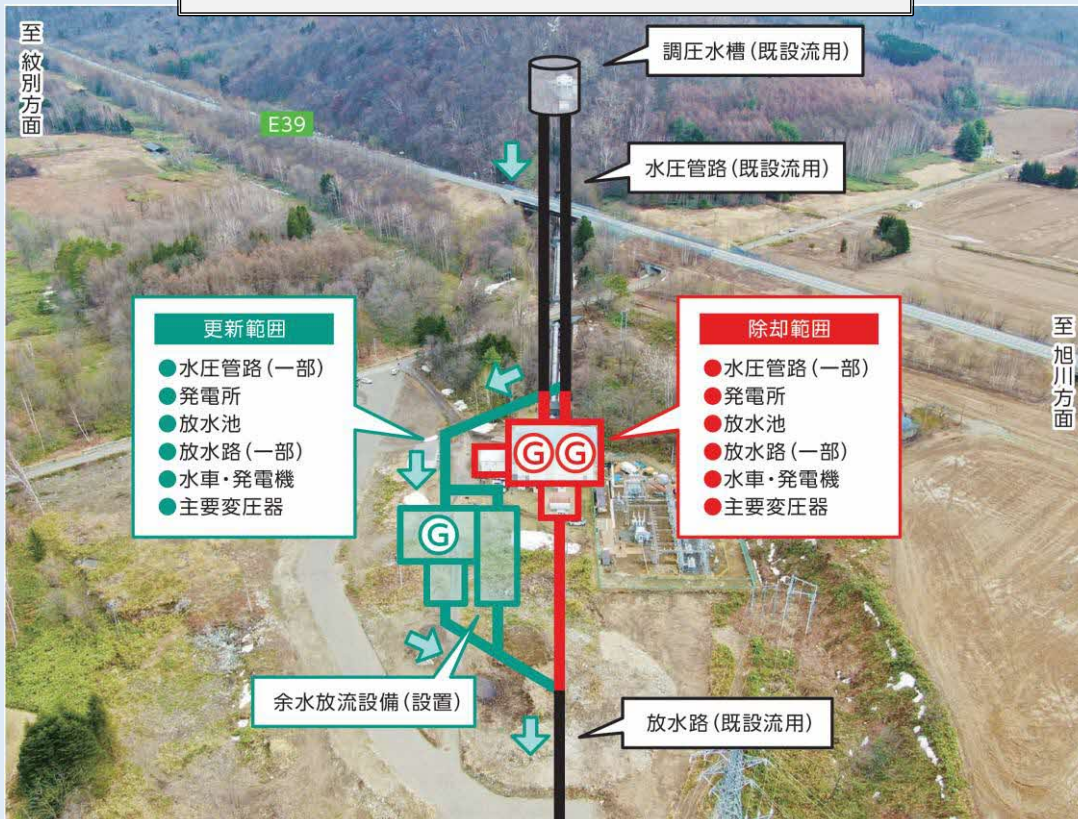 至 紋別方面
調圧水槽(既設流用)
E39
水圧管路(既設流用)
更新範囲
●水圧管路(一部)
●発電所
●放水池
●放水路(一部)
●水車・発電機
●主要変圧器
除却範囲
●水圧管路(一部)
●発電所
●放水池
●放水路(一部)
●水車・発電機
●主要変圧器
至 旭川方面
G G
G
余水放流設備(設置)
放水路(既設流用)